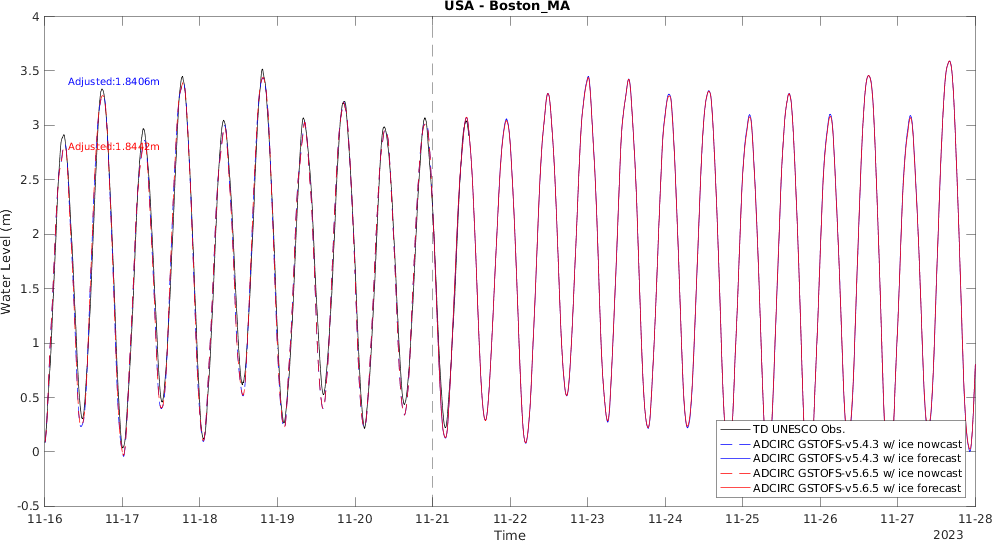 USA - Boston_MA
4
3.5
3
2.5
2
1.5
1
0.5
0
-0.5
Water Level (m)
Adjusted:1.8406m
Adjusted:1.8442m
TD UNESCO Obs.
ADCIRC GSTOFS-v5.4.3 w/ ice nowcast
ADCIRC GSTOFS-v5.4.3 w/ ice forecast
ADCIRC GSTOFS-v5.6.5 w/ ice nowcast
ADCIRC GSTOFS-v5.6.5 w/ ice forecast
11-16 11-17 11-18 11-19 11-20 11-21 11-22 11-23 11-24 11-25 11-26 11-27 11-28
Time
2023